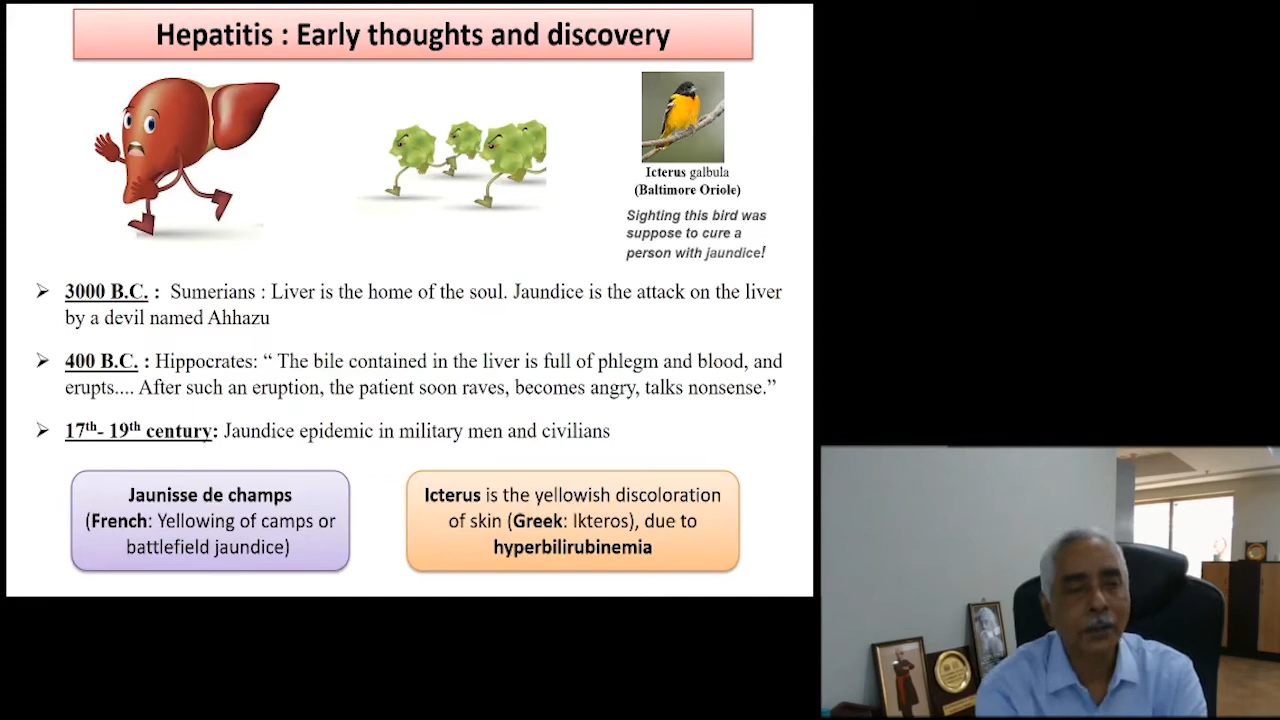 Hepatitis : Early thoughts and discovery
Icterus galbula
(Baltimore Oriole)
Sighting this bird was
suppose to cure a
person with jaundice!
➢ 3000 B.C. : Sumerians : Liver is the home of the soul. Jaundice is the attack on the liver
by a devil named Ahhazu
➢ 400 B.C. : Hippocrates: “ The bile contained in the liver is full of phlegm and blood, and
erupts.... After such an eruption, the patient soon raves, becomes angry, talks nonsense.”
➢ 17th- 19th century: Jaundice epidemic in military men and civilians
Jaunisse de champs
(French: Yellowing of camps or
battlefield jaundice)
Icterus is the yellowish discoloration
of skin (Greek: Ikteros), due to
hyperbilirubinemia